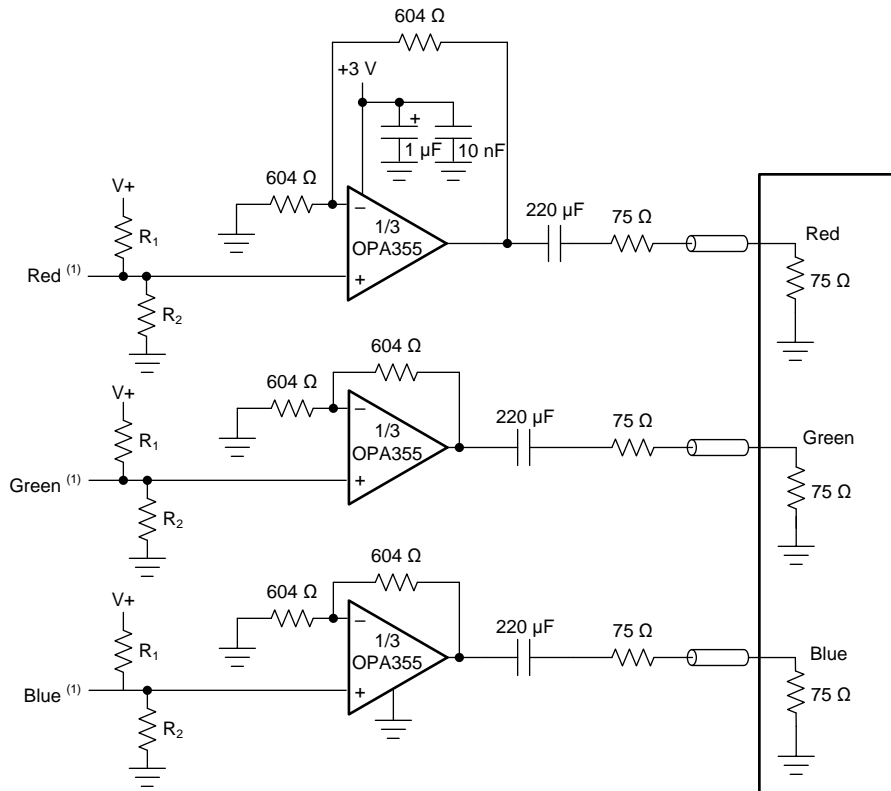 604 Ω
+3 V
+
1 µF
10 nF
604 Ω
V+
R1
Red (1)
R2
−
1/3
OPA355
+
220 µF
75 Ω
Red
75 Ω
604 Ω
604 Ω
V+
R1
Green (1)
R2
−
1/3
OPA355
+
220 µF
75 Ω
Green
75 Ω
604 Ω
604 Ω
V+
R1
Blue (1)
R2
−
1/3
OPA355
+
220 µF
75 Ω
Blue
75 Ω